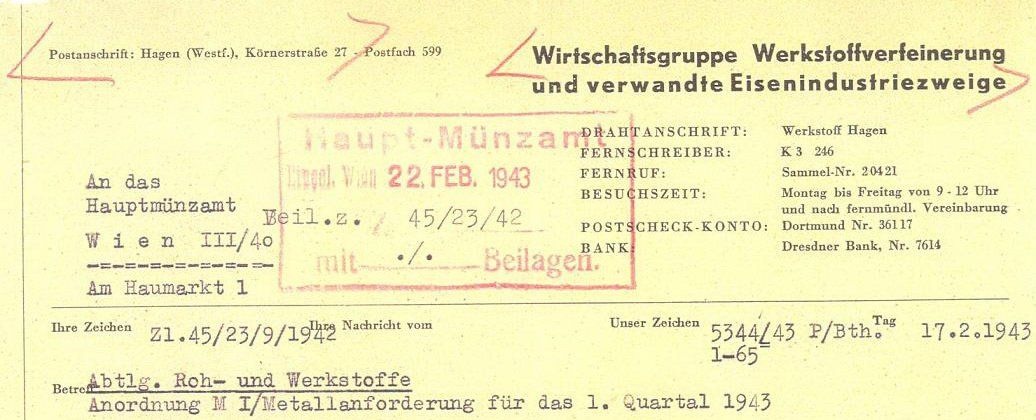 Postanschrift: Hagen (Westf.), Körnerstraße 27 - Postfach 599
Wirtschaftsgruppe Werkstoffverfeinerung
und verwandte Eisenindustriezweige
Haupt-Münzamt
Eingel. Wien 22. FEB. 1943
Beil.z. 45/23/42
mit ./. Beilagen.
An das
Hauptmünzamt
Wien III/40
-=-=-=-=-=-=-=-
Am Haumarkt 1
DRAHTANSCHRIFT: Werkstoff Hagen
FERNSCHREIBER: K 3 246
FERNRUF: Sammel-Nr. 20421
BESUCHSZEIT: Montag bis Freitag von 9 - 12 Uhr
und nach fernmündl. Vereinbarung
POSTSCHECK-KONTO: Dortmund Nr. 36117
BANK: Dresdner Bank, Nr. 7614
Ihre Zeichen Zl.45/23/9/1942 Ihre Nachricht vom Unser Zeichen 5344/43 P/Bth. Tag 17.2.1943
1-65
Betreff Abtlg. Roh- und Werkstoffe
Anordnung M I/Metallanforderung für das 1. Quartal 1943